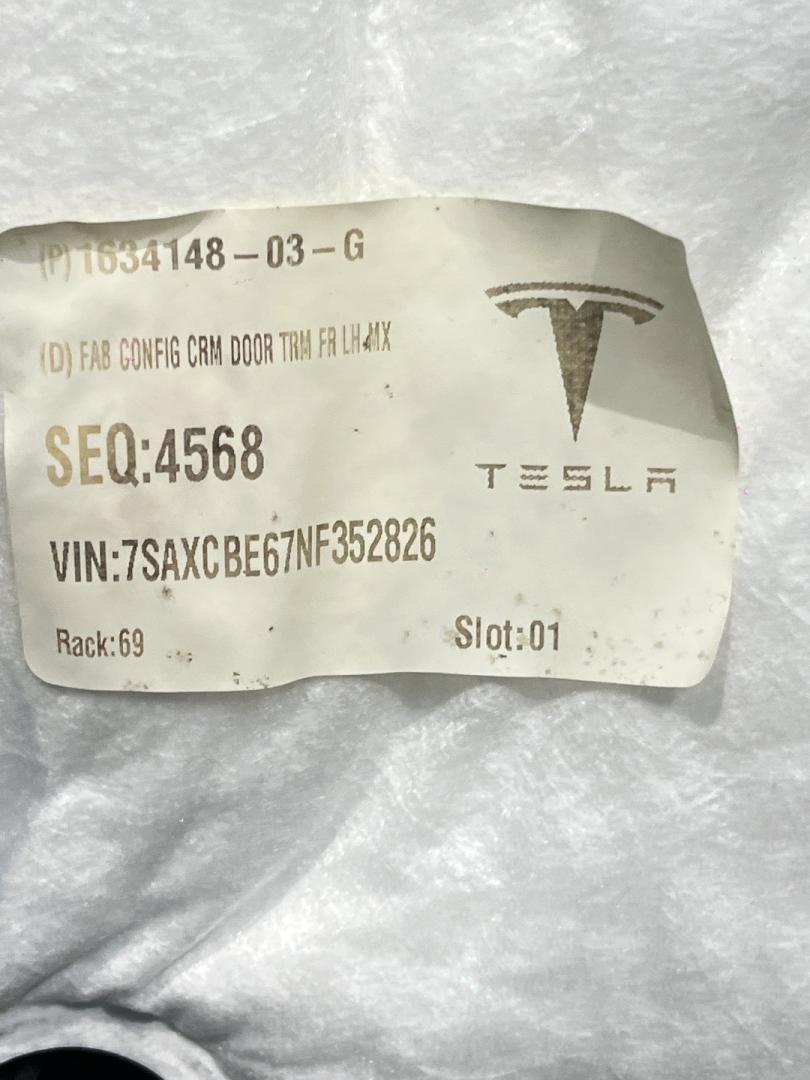 (P)1634148-03-G
(D) FAB CONFIG CRM DOOR TRM FR LH MX
SEQ:4568
TESLA
VIN:7SAXCBE67NF352826
Rack:69
Slot:01